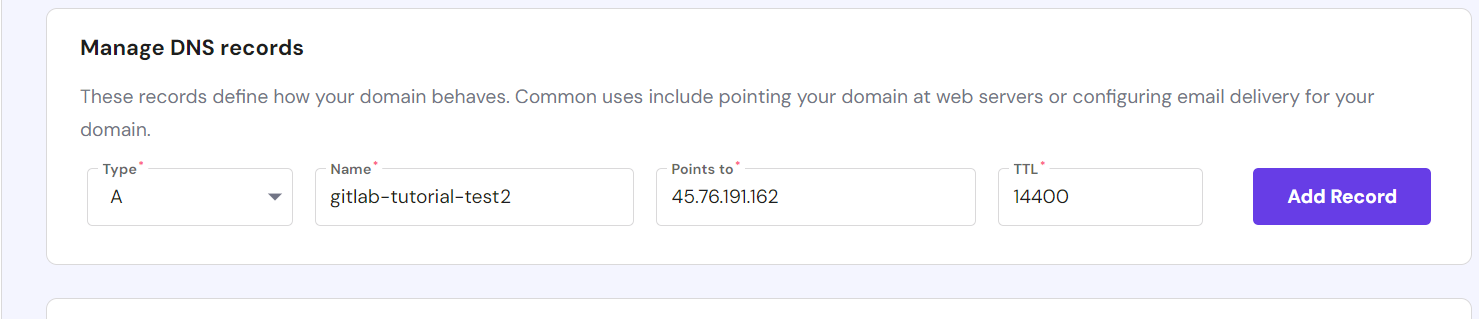 Manage DNS records
These records define how your domain behaves. Common uses include pointing your domain at web servers or configuring email delivery for your
domain.
Type* Name* Points to* TTL*
A gitlab-tutorial-test2 45.76.191.162 14400 Add Record